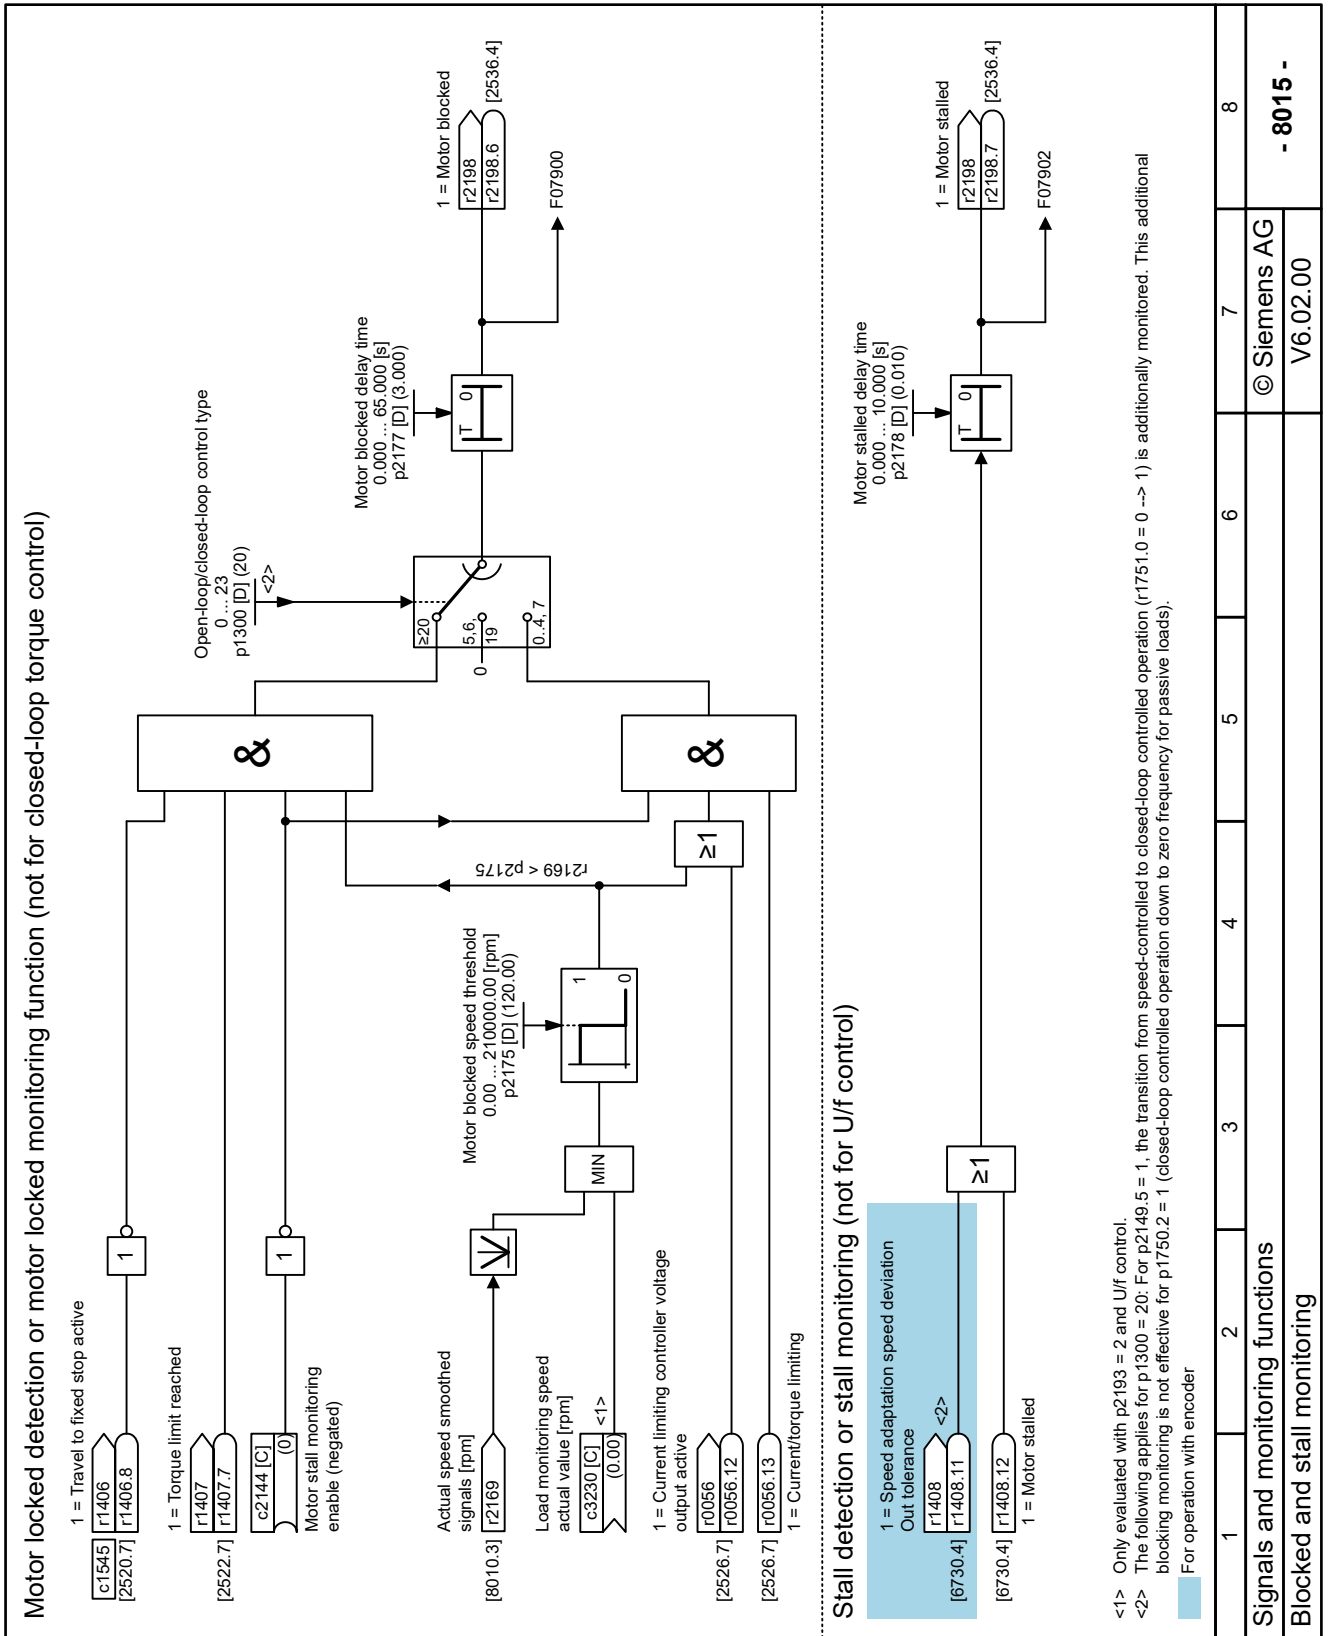 Motor locked detection or motor locked monitoring function (not for closed-loop torque control)
1 = Travel to fixed stop active
c1545
r1406
[2520.7]
r1406.8
1
1 = Torque limit reached
r1407
[2522.7]
r1407.7
c2144 [C]
(0)
1
Motor stall monitoring
enable (negated)
&
Open-loop/closed-loop control type
0 ... 23
p1300 [D] (20)
<2>
≥20
5,6,
19
0
0..4, 7
Motor blocked delay time
0.000 ... 65.000 [s]
p2177 [D] (3.000)
T 0
1 = Motor blocked
r2198
r2198.6
[2536.4]
F07900
Actual speed smoothed
signals [rpm]
[8010.3]
r2169
Load monitoring speed
actual value [rpm]
c3230 [C]
<1>
(0.00)
MIN
Motor blocked speed threshold
0.00 ... 210000.00 [rpm]
p2175 [D] (120.00)
1
0
r2169 < p2175
1 = Current limiting controller voltage
output active
r0056
[2526.7]
r0056.12
≥1
&
[2526.7]
r0056.13
1 = Current/torque limiting
Stall detection or stall monitoring (not for U/f control)
1 = Speed adaptation speed deviation
Out tolerance
r1408
<2>
[6730.4]
r1408.11
[6730.4]
r1408.12
1 = Motor stalled
≥1
Motor stalled delay time
0.000 ... 10.000 [s]
p2178 [D] (0.010)
T 0
1 = Motor stalled
r2198
r2198.7
[2536.4]
F07902
<1> Only evaluated with p2193 = 2 and U/f control.
<2> The following applies for p1300 = 20: For p2149.5 = 1, the transition from speed-controlled to closed-loop controlled operation (r1751.0 = 0 --> 1) is additionally monitored. This additional
blocking monitoring is not effective for p1750.2 = 1 (closed-loop controlled operation down to zero frequency for passive loads).
For operation with encoder
1 2 3 4 5 6 7 8
Signals and monitoring functions
© Siemens AG
- 8015 -
Blocked and stall monitoring
V6.02.00